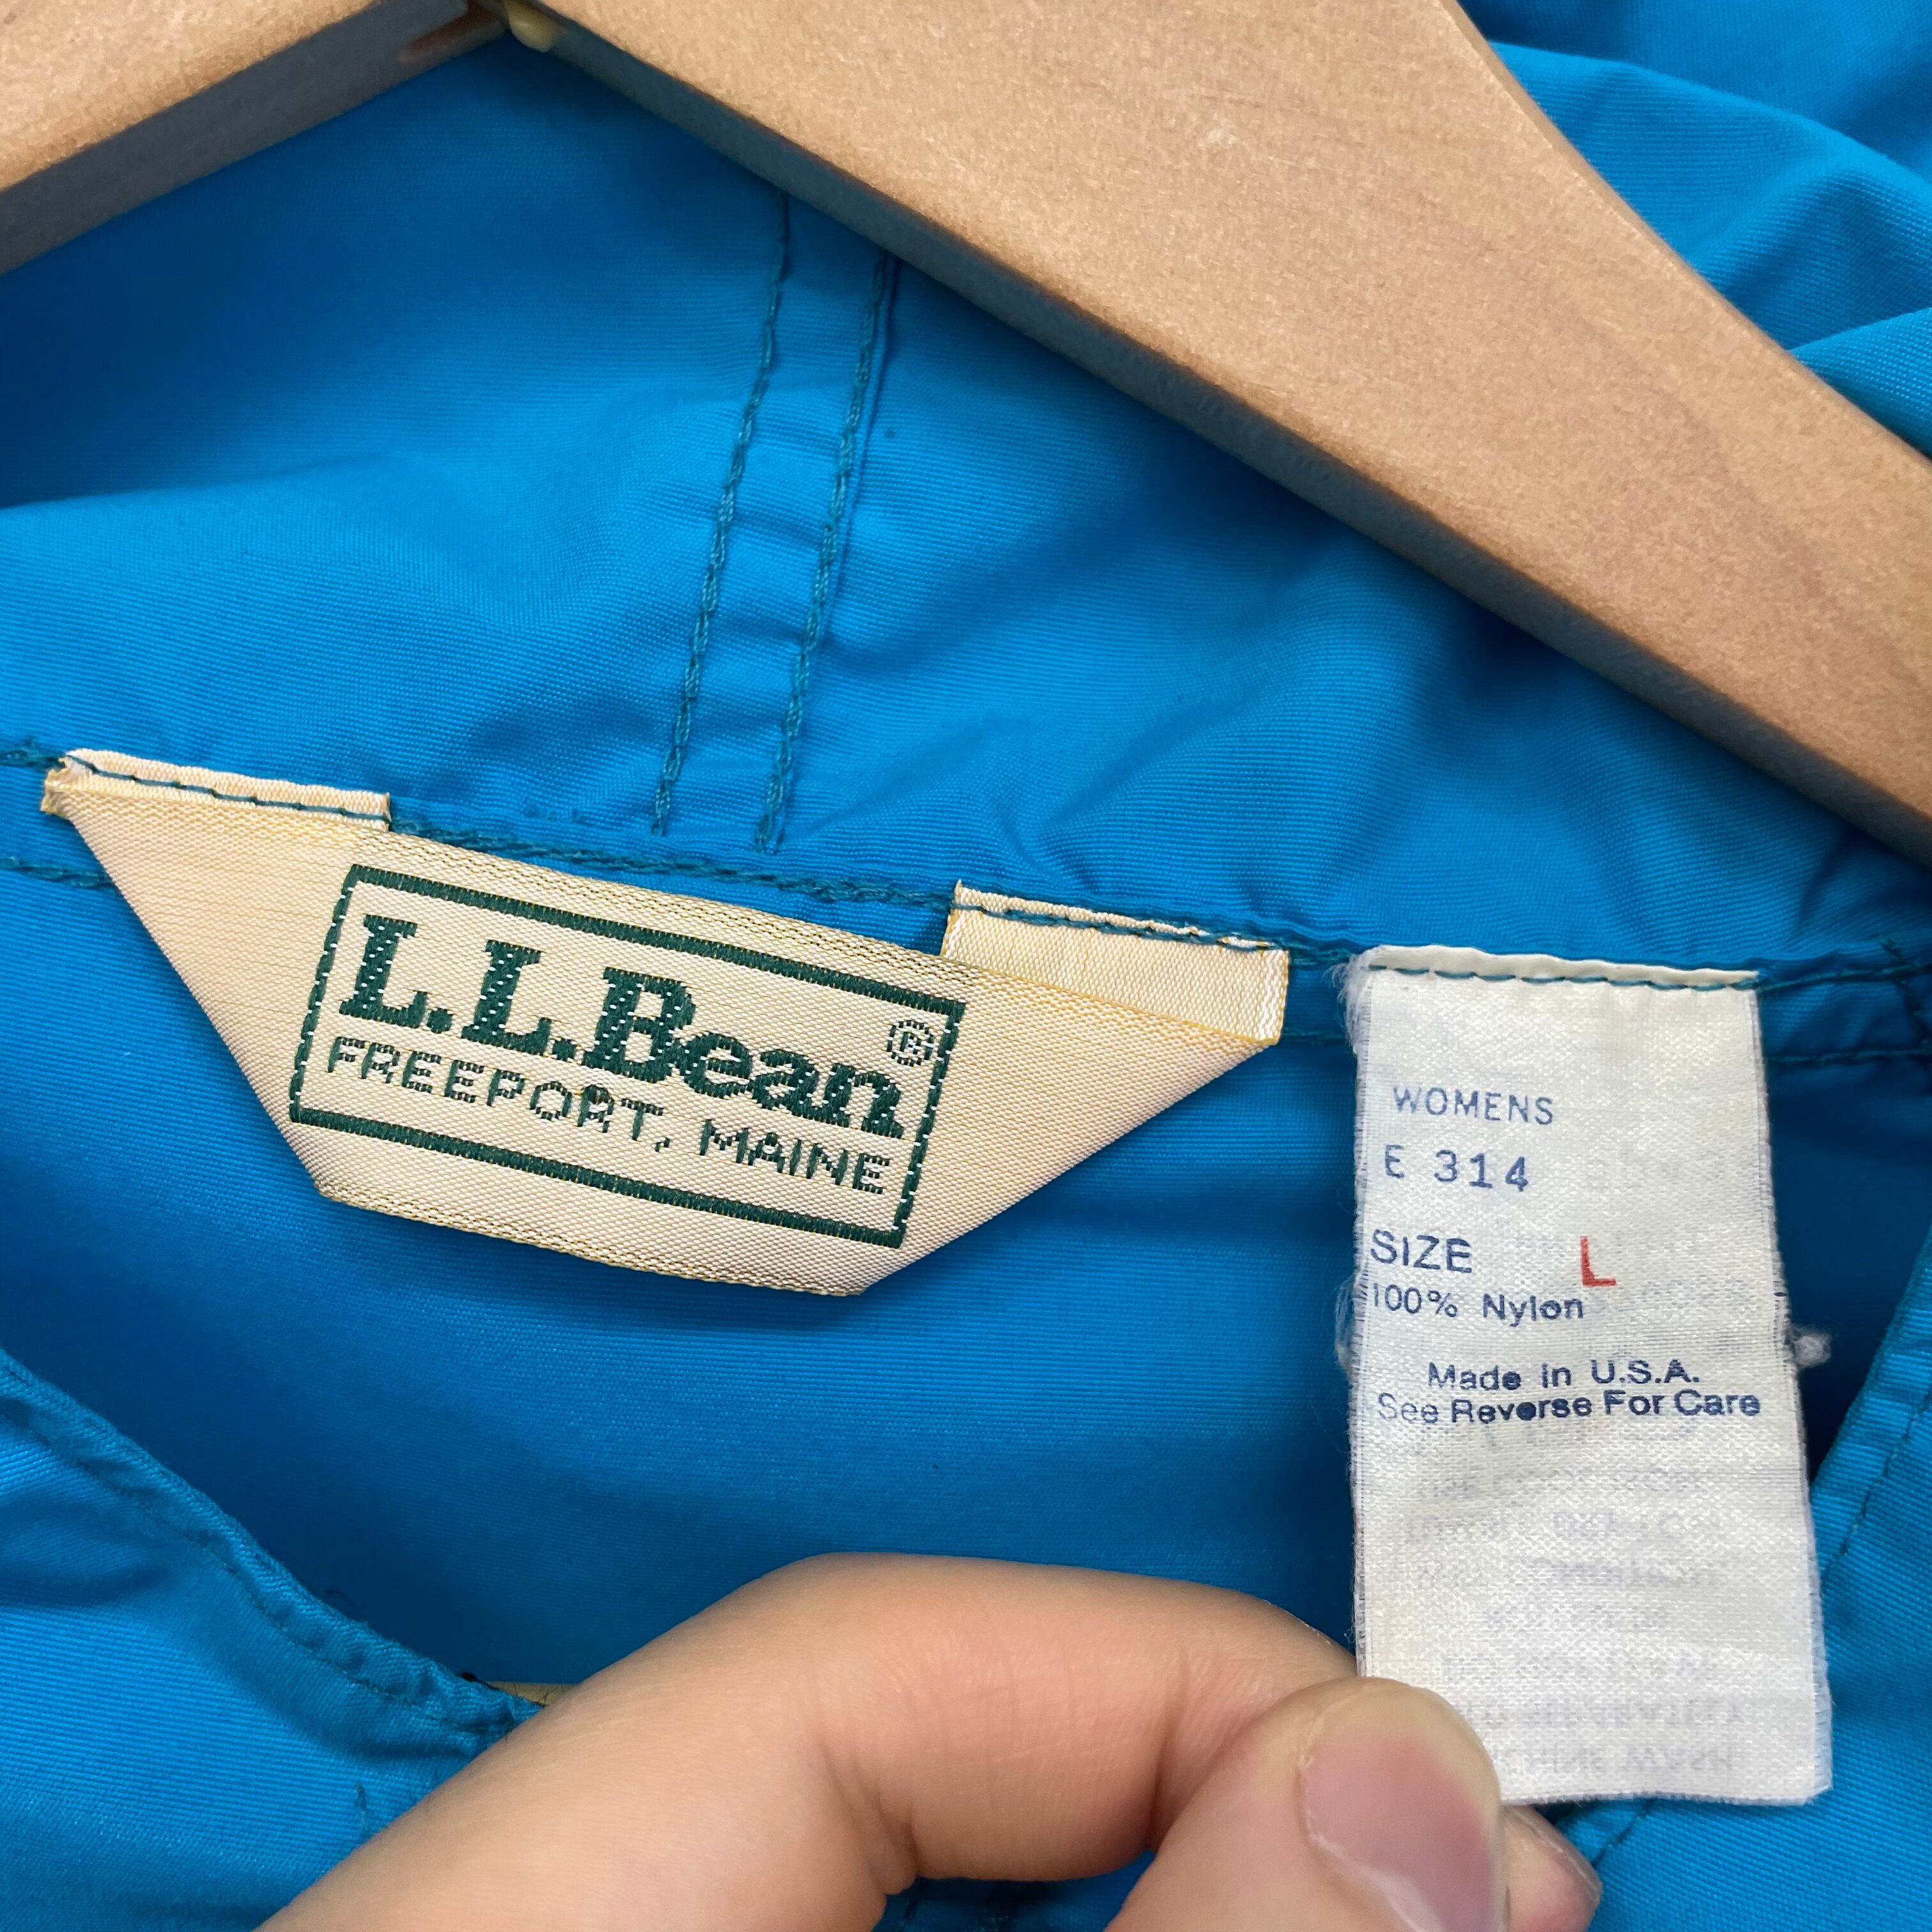 L.L.Bean®
FREEPORT, MAINE
WOMENS
E 314
SIZE L
100% Nylon
Made in U.S.A.
See Reverse For Care